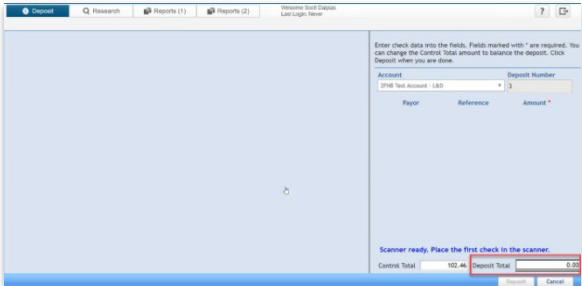 Deposit
Research
Reports (1)
Reports (2)
Welcome Scott Dalpias
Last Login: Never
?
Enter check data into the fields. Fields marked with * are required. You
can change the Control Total amount to balance the deposit. Click
Deposit when you are done.
Account Deposit Number
Test Account - L&D 3
Payor Reference Amount *
Scanner ready. Place the first check in the scanner.
Control Total 102.46 Deposit Total 0.00
Deposit Cancel